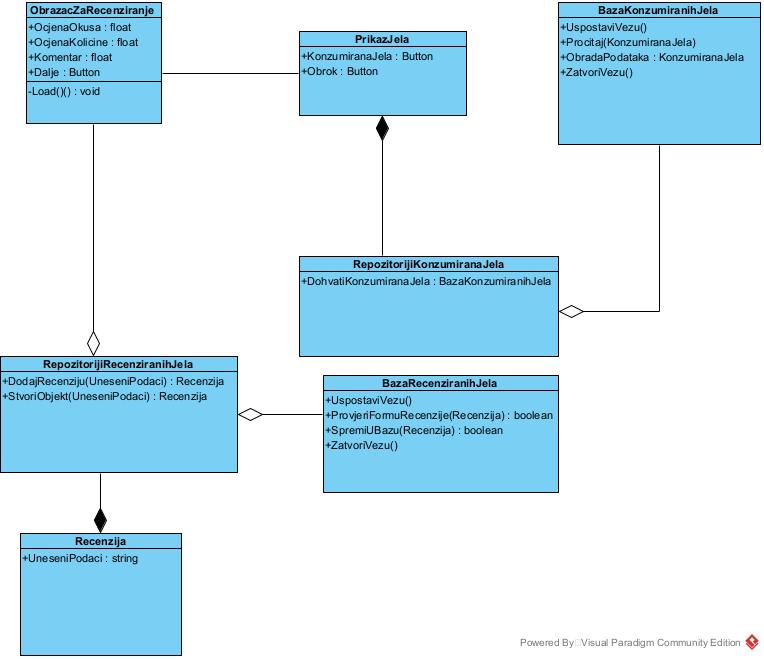 ObrazacZaRecenziranje
+OcjenaOkusa : float
+OcjenaKolicine : float
+Komentar : float
+Dalje : Button
-Load()() : void
PrikazJela
+KonzumiranaJela : Button
+Obrok : Button
BazaKonzumiranihJela
+UspostaviVezu()
+Procitaj(KonzumiranaJela)
+ObradaPodataka : KonzumiranaJela
+ZatvoriVezu()
RepozitorijiKonzumiranaJela
+DohvatiKonzumiranaJela : BazaKonzumiranihJela
RepozitorijiRecenziranihJela
+DodajRecenziju(UneseniPodaci) : Recenzija
+StvoriObjekt(UneseniPodaci) : Recenzija
BazaRecenziranihJela
+UspostaviVezu()
+ProvjeriFormuRecenzije(Recenzija) : boolean
+SpremiUBazu(Recenzija) : boolean
+ZatvoriVezu()
Recenzija
+UneseniPodaci : string
Powered By Visual Paradigm Community Edition